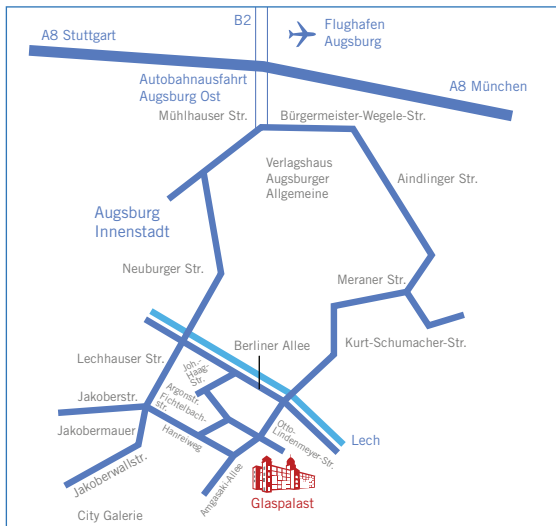 B2
Flughafen
Augsburg
A8 Stuttgart
Autobahnausfahrt
Augsburg Ost
A8 München
Mühlhauser Str.
Bürgermeister-Wegele-Str.
Verlagshaus
Augsburger
Allgemeine
Aindlinger Str.
Augsburg
Innenstadt
Neuburger Str.
Meraner Str.
Berliner Allee
Kurt-Schumacher-Str.
Lechhauser Str.
Joh.-
Haag-
Str.
Jakoberstr.
Argonstr.
Fichtelbach-
str.
Jakobermauer
Hanreiweg
Otto-
Lindenmeyer-Str.
Lech
Jakoberwallstr.
Amgasaki-Allee
Glaspalast
City Galerie